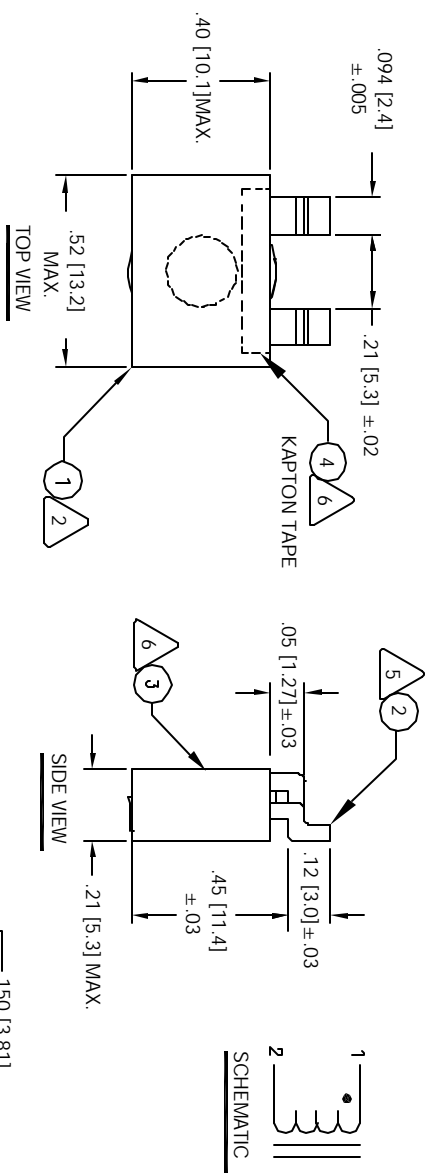 .094 [2.4]
±.005
.21 [5.3] ±.02
4
6
KAPTON TAPE
.40 [10.1]MAX.
.52 [13.2]
MAX.
TOP VIEW
1
2
5
2
.05 [1.27]±.03
.12 [3.0]±.03
6
3
.45 [11.4]
±.03
.21 [5.3] MAX.
SIDE VIEW
1
2
SCHEMATIC
.150 [3.81]